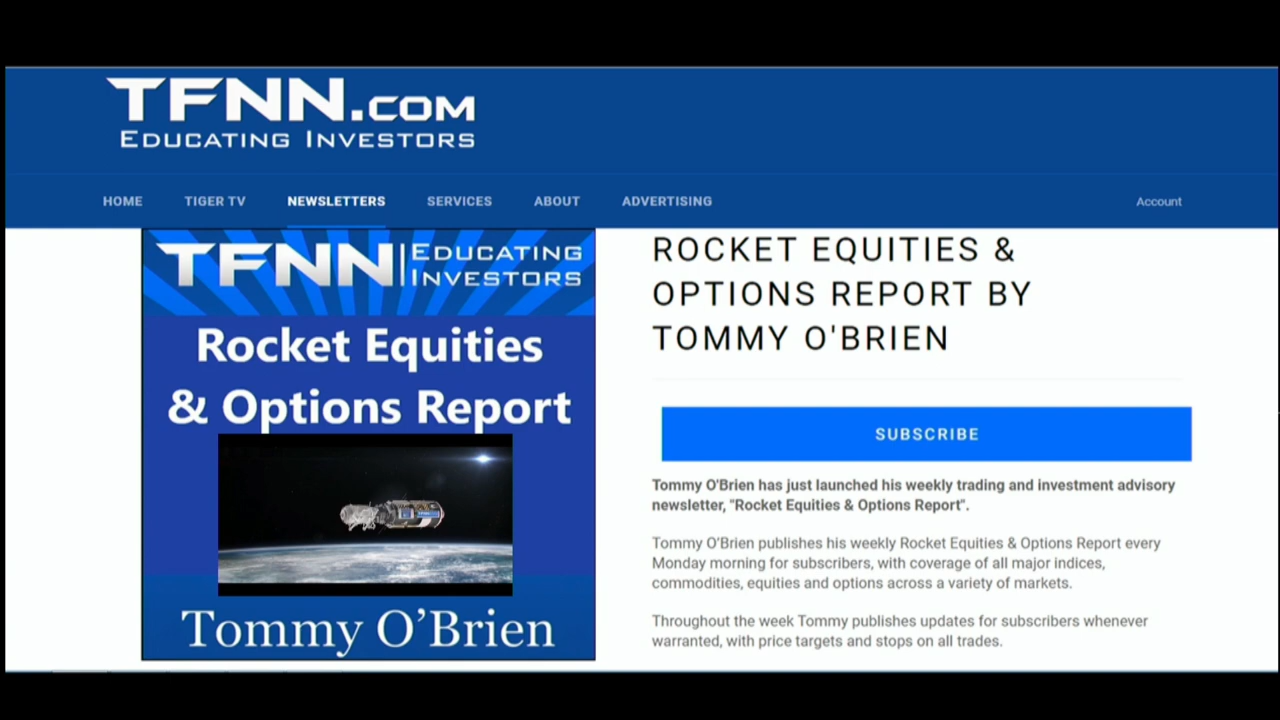 TFNN.COM
EDUCATING INVESTORS
HOME TIGER TV NEWSLETTERS SERVICES ABOUT ADVERTISING Account
TFNN EDUCATING
INVESTORS
Rocket Equities
& Options Report
TFNN
Tommy O’Brien
ROCKET EQUITIES &
OPTIONS REPORT BY
TOMMY O'BRIEN
SUBSCRIBE
Tommy O'Brien has just launched his weekly trading and investment advisory
newsletter, "Rocket Equities & Options Report".
Tommy O'Brien publishes his weekly Rocket Equities & Options Report every
Monday morning for subscribers, with coverage of all major indices,
commodities, equities and options across a variety of markets.
Throughout the week Tommy publishes updates for subscribers whenever
warranted, with price targets and stops on all trades.